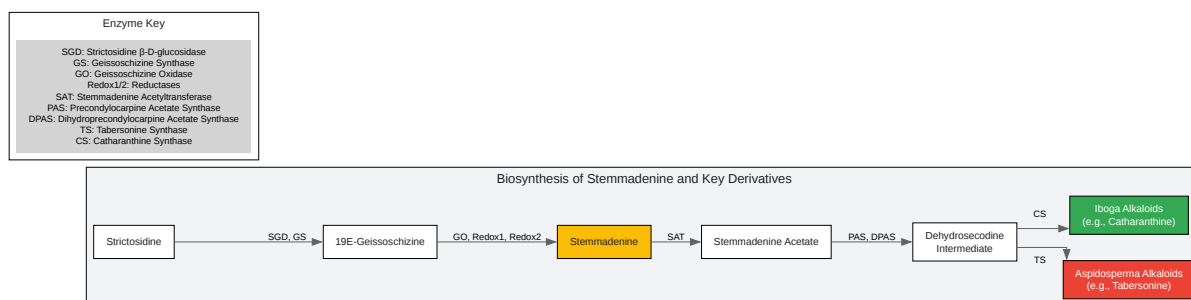 Enzyme Key
SGD: Strictosidine β-D-glucosidase
GS: Geissoschizine Synthase
GO: Geissoschizine Oxidase
Redox1/2: Reductases
SAT: Stemmadenine Acetyltransferase
PAS: Precondylocarpine Acetate Synthase
DPAS: Dihydroprecondylocarpine Acetate Synthase
TS: Tabersonine Synthase
CS: Catharanthine Synthase
Biosynthesis of Stemmadenine and Key Derivatives
Strictosidine
SGD, GS
19E-Geissoschizine
GO, Redox1, Redox2
Stemmadenine
SAT
Stemmadenine Acetate
PAS, DPAS
Dehydrosecodine
Intermediate
CS
Iboga Alkaloids
(e.g., Catharanthine)
TS
Aspidosperma Alkaloids
(e.g., Tabersonine)